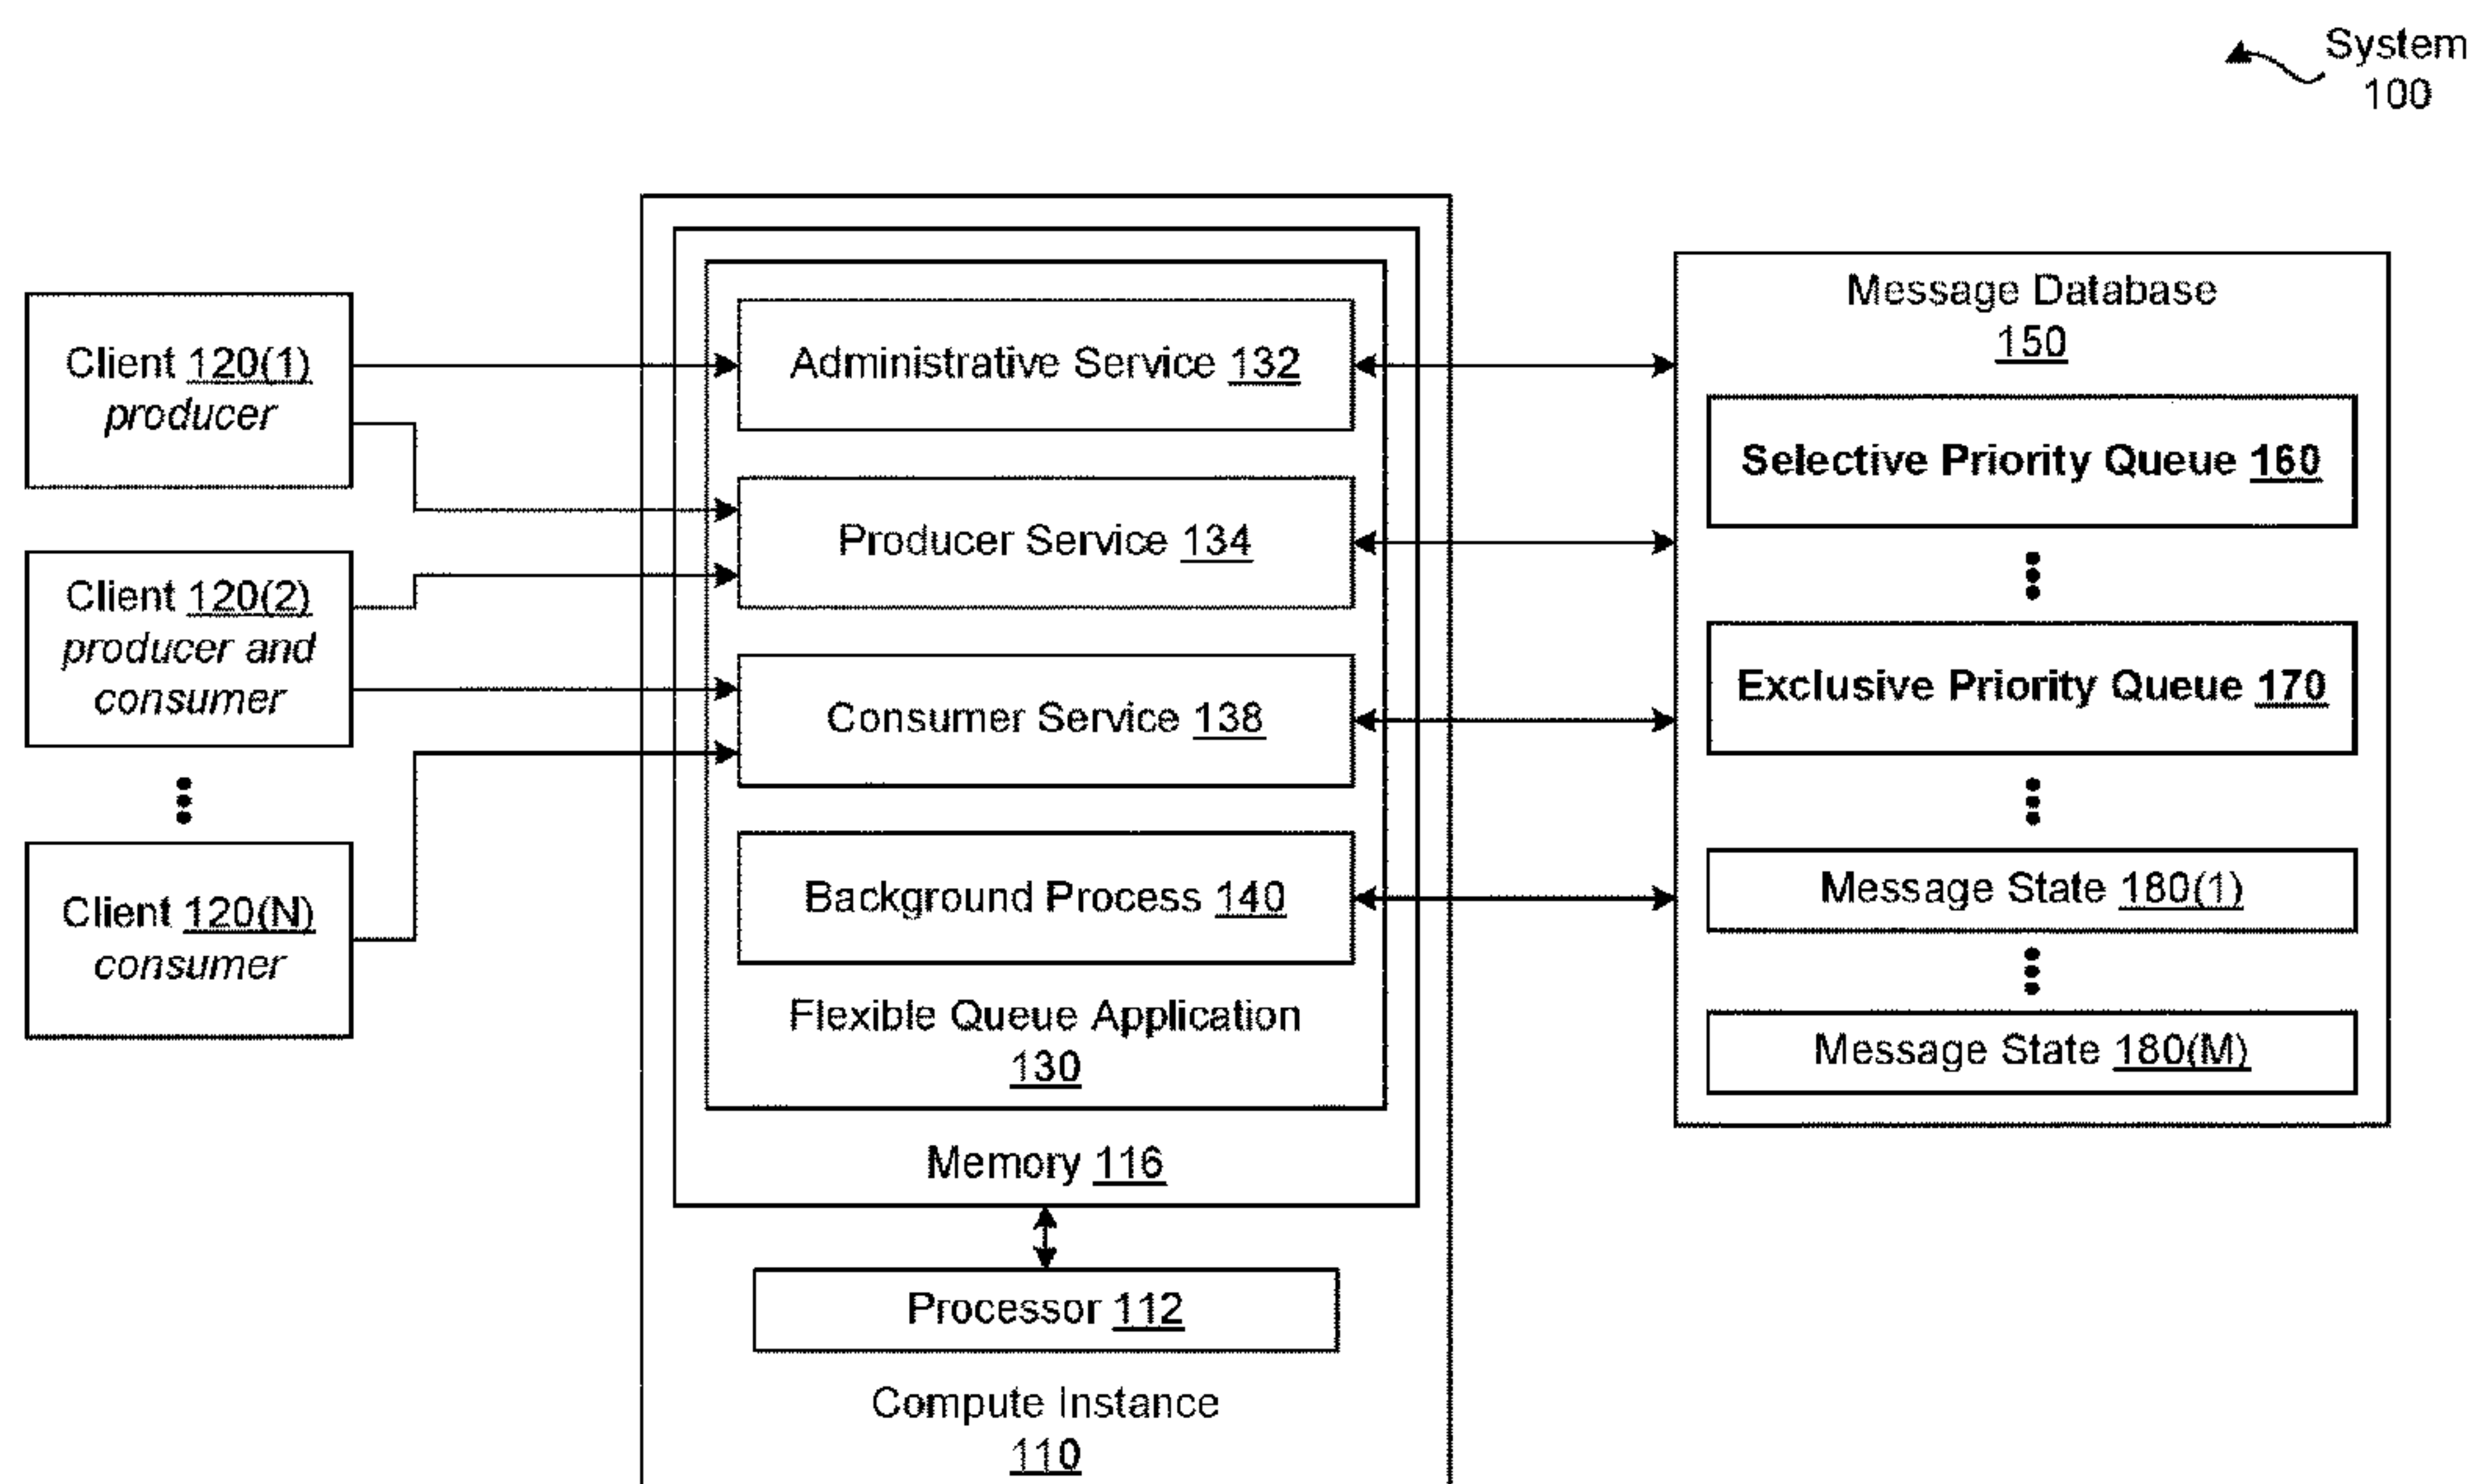 System
100
Client 120(1)
producer
Client 120(2)
producer and
consumer
Client 120(N)
consumer
Administrative Service 132
Producer Service 134
Consumer Service 138
Background Process 140
Flexible Queue Application
130
Memory 116
Processor 112
Compute Instance
110
Message Database
150
Selective Priority Queue 160
Exclusive Priority Queue 170
Message State 180(1)
Message State 180(M)